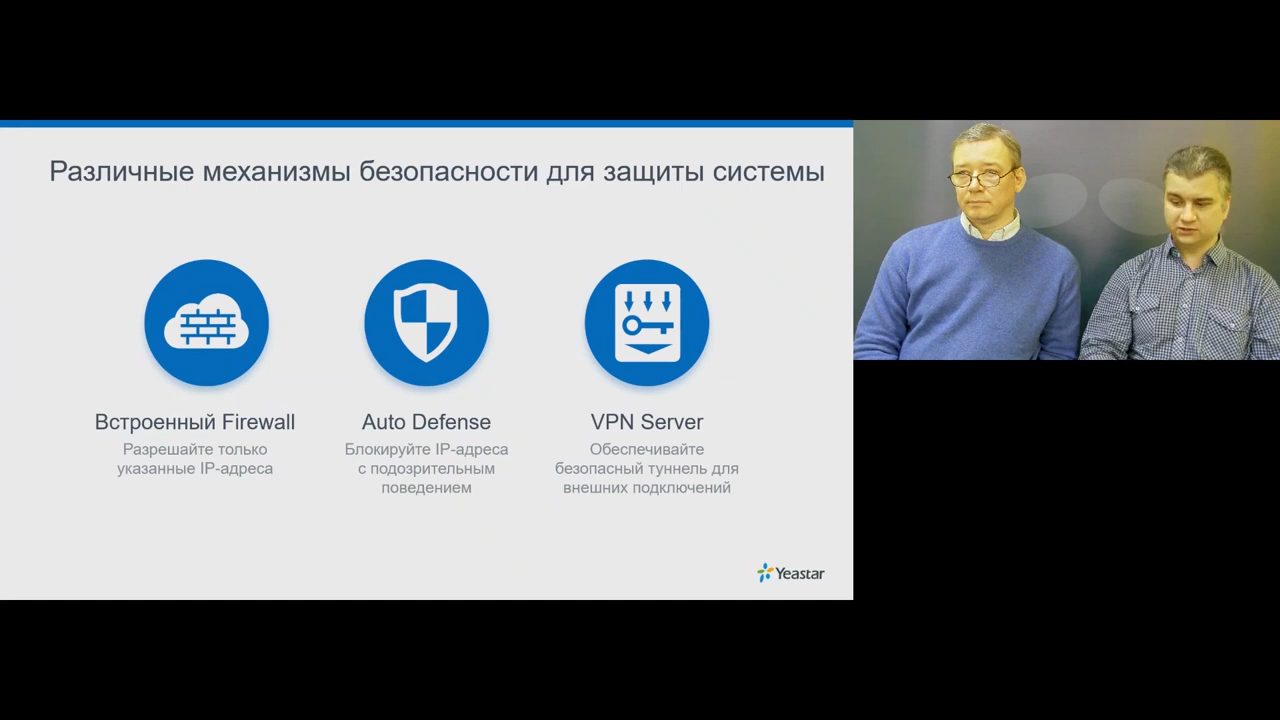 Различные механизмы безопасности для защиты системы
Встроенный Firewall
Разрешайте только
указанные IP-адреса
Auto Defense
Блокируйте IP-адреса
с подозрительным
поведением
VPN Server
Обеспечивайте
безопасный туннель для
внешних подключений
Yeastar